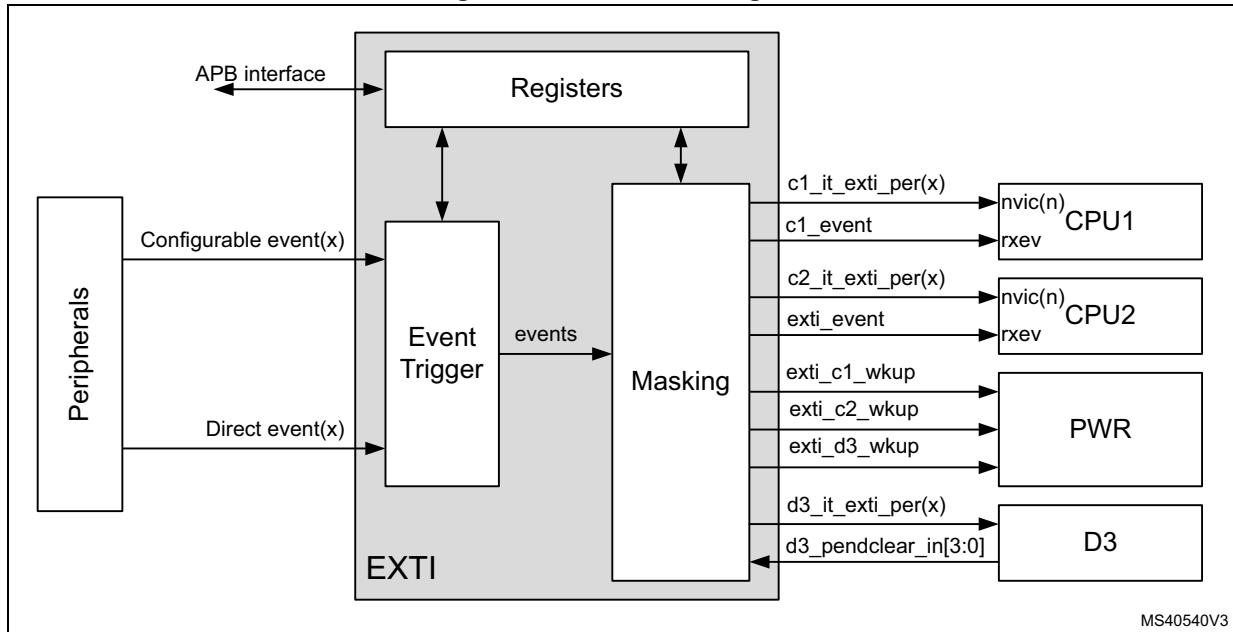 APB interface
Registers
Peripherals
Configurable event(x)
Direct event(x)
Event
Trigger
events
Masking
EXTI
c1_it_exti_per(x)
c1_event
nvic(n)
CPU1
rxev
c2_it_exti_per(x)
exti_event
nvic(n)
CPU2
rxev
exti_c1_wkup
exti_c2_wkup
exti_d3_wkup
PWR
d3_it_exti_per(x)
d3_pendclear_in[3:0]
D3
MS40540V3